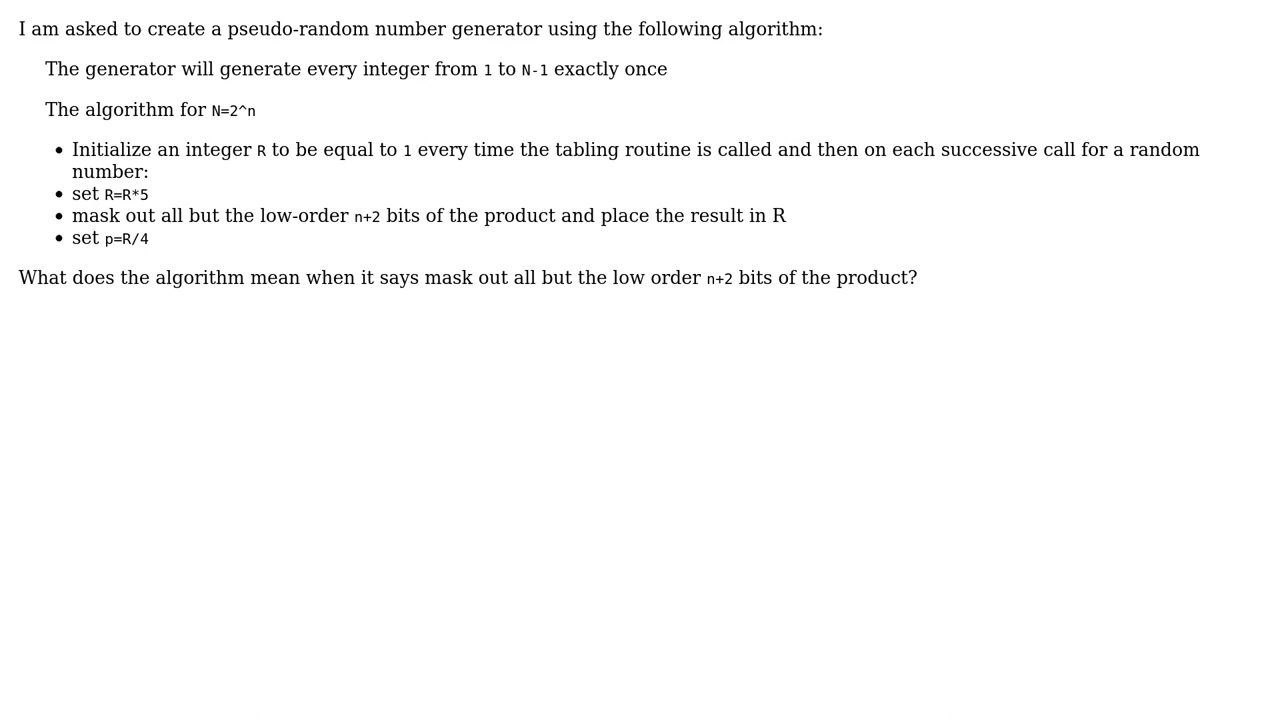 I am asked to create a pseudo-random number generator using the following algorithm:
The generator will generate every integer from 1 to N-1 exactly once
The algorithm for N=2^n
• Initialize an integer R to be equal to 1 every time the tabling routine is called and then on each successive call for a random
number:
• set R=R*5
• mask out all but the low-order n+2 bits of the product and place the result in R
• set p=R/4
What does the algorithm mean when it says mask out all but the low order n+2 bits of the product?